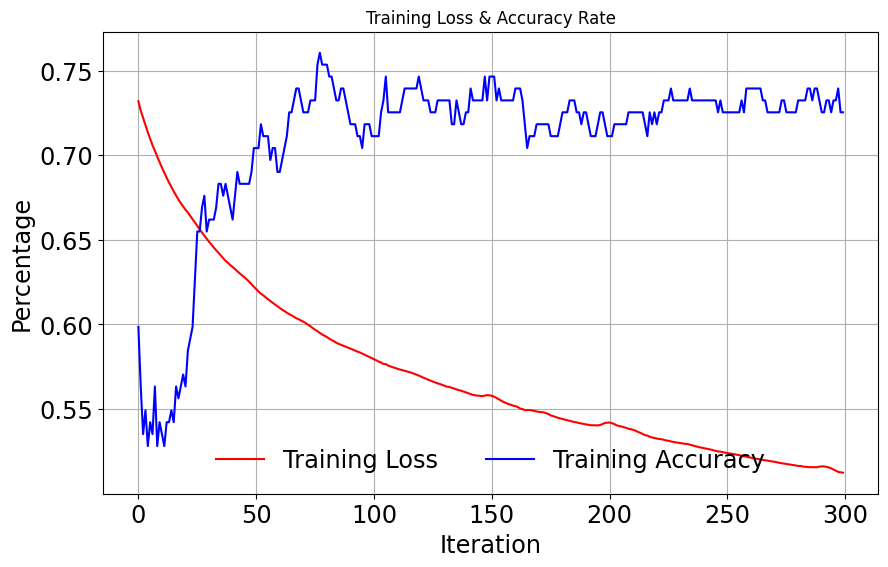 Training Loss & Accuracy Rate
Percentage
0.75
0.70
0.65
0.60
0.55
Training Loss
Training Accuracy
0 50 100 150 200 250 300
Iteration